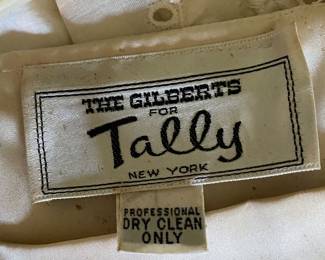 THE GILBERTS
FOR
Tally
NEW YORK
PROFESSIONAL
DRY CLEAN
ONLY